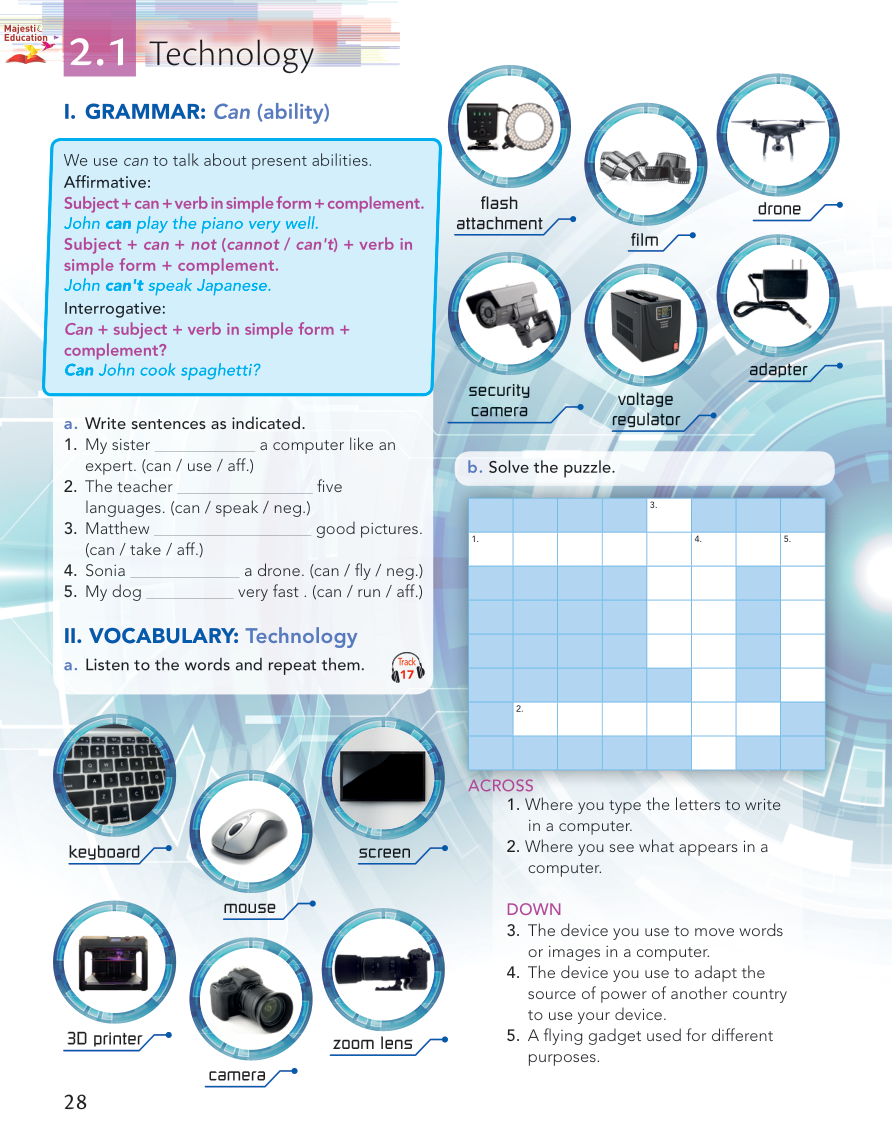 Majestic
Education
2.1 Technology
I. GRAMMAR: Can (ability)
We use can to talk about present abilities.
Affirmative:
Subject + can + verb in simple form + complement.
John can play the piano very well.
Subject + can + not (cannot / can't) + verb in
simple form + complement.
John can't speak Japanese.
Interrogative:
Can + subject + verb in simple form +
complement?
Can John cook spaghetti?
a. Write sentences as indicated.
1. My sister ____________ a computer like an
expert. (can / use / aff.)
2. The teacher ________________ five
languages. (can / speak / neg.)
3. Matthew ___________________ good pictures.
(can / take / aff.)
4. Sonia _____________ a drone. (can / fly / neg.)
5. My dog __________ very fast . (can / run / aff.)
II. VOCABULARY: Technology
a. Listen to the words and repeat them.
Track
17
keyboard
mouse
screen
3D printer
camera
zoom lens
28
flash
attachment
film
drone
security
camera
voltage
regulator
adapter
b. Solve the puzzle.
3.
1. 4. 5.
2.
ACROSS
1. Where you type the letters to write
in a computer.
2. Where you see what appears in a
computer.
DOWN
3. The device you use to move words
or images in a computer.
4. The device you use to adapt the
source of power of another country
to use your device.
5. A flying gadget used for different
purposes.